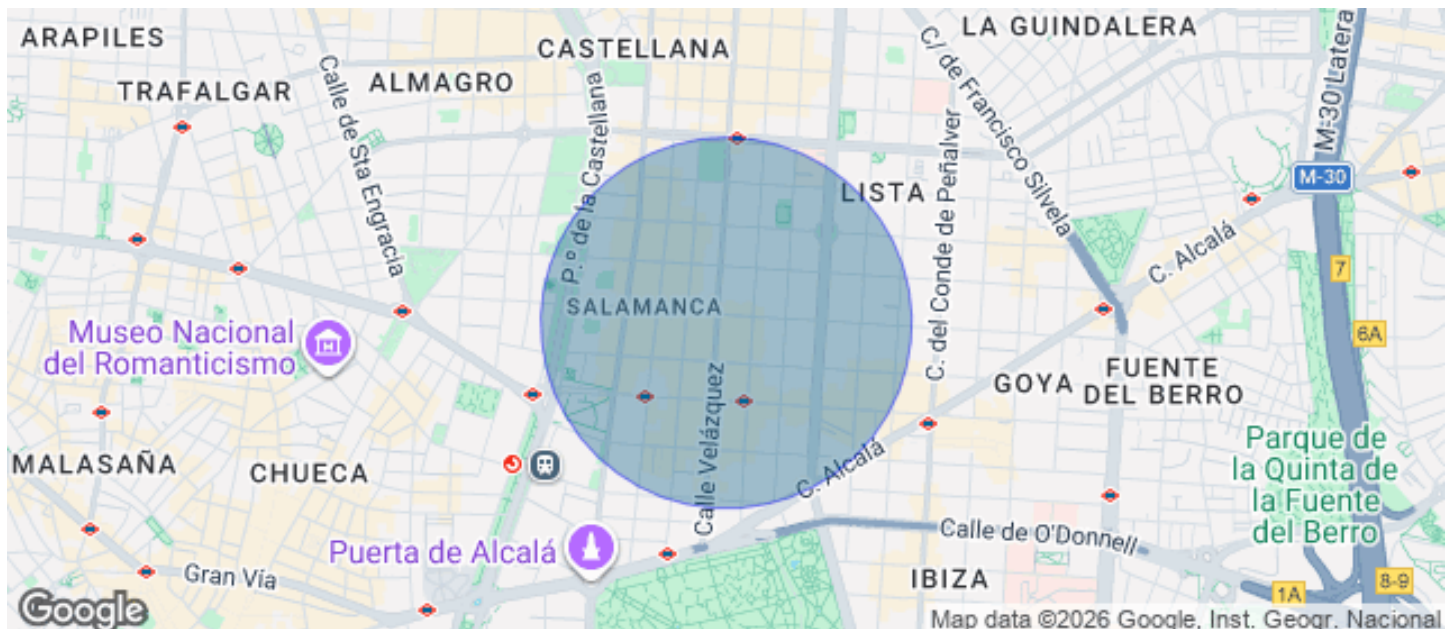 ARAPILES
TRAFALGAR
ALMAGRO
CASTELLANA
LA GUINDALERA
Calle de Sta Engracia
P.º de la Castellana
C/ de Francisco Silvela
M-30 Latera
M-30
LISTA
C. del Conde de Peñalver
C. Alcalá
7
SALAMANCA
Museo Nacional
del Romanticismo
6A
Calle Velázquez
GOYA
FUENTE
DEL BERRO
MALASAÑA
CHUECA
C. Alcalá
Parque de
la Quinta de
la Fuente
del Berro
Puerta de Alcalá
Calle de O'Donnell
Gran Vía
IBIZA
1A
8-9
Google
Map data ©2026 Google, Inst. Geogr. Nacional